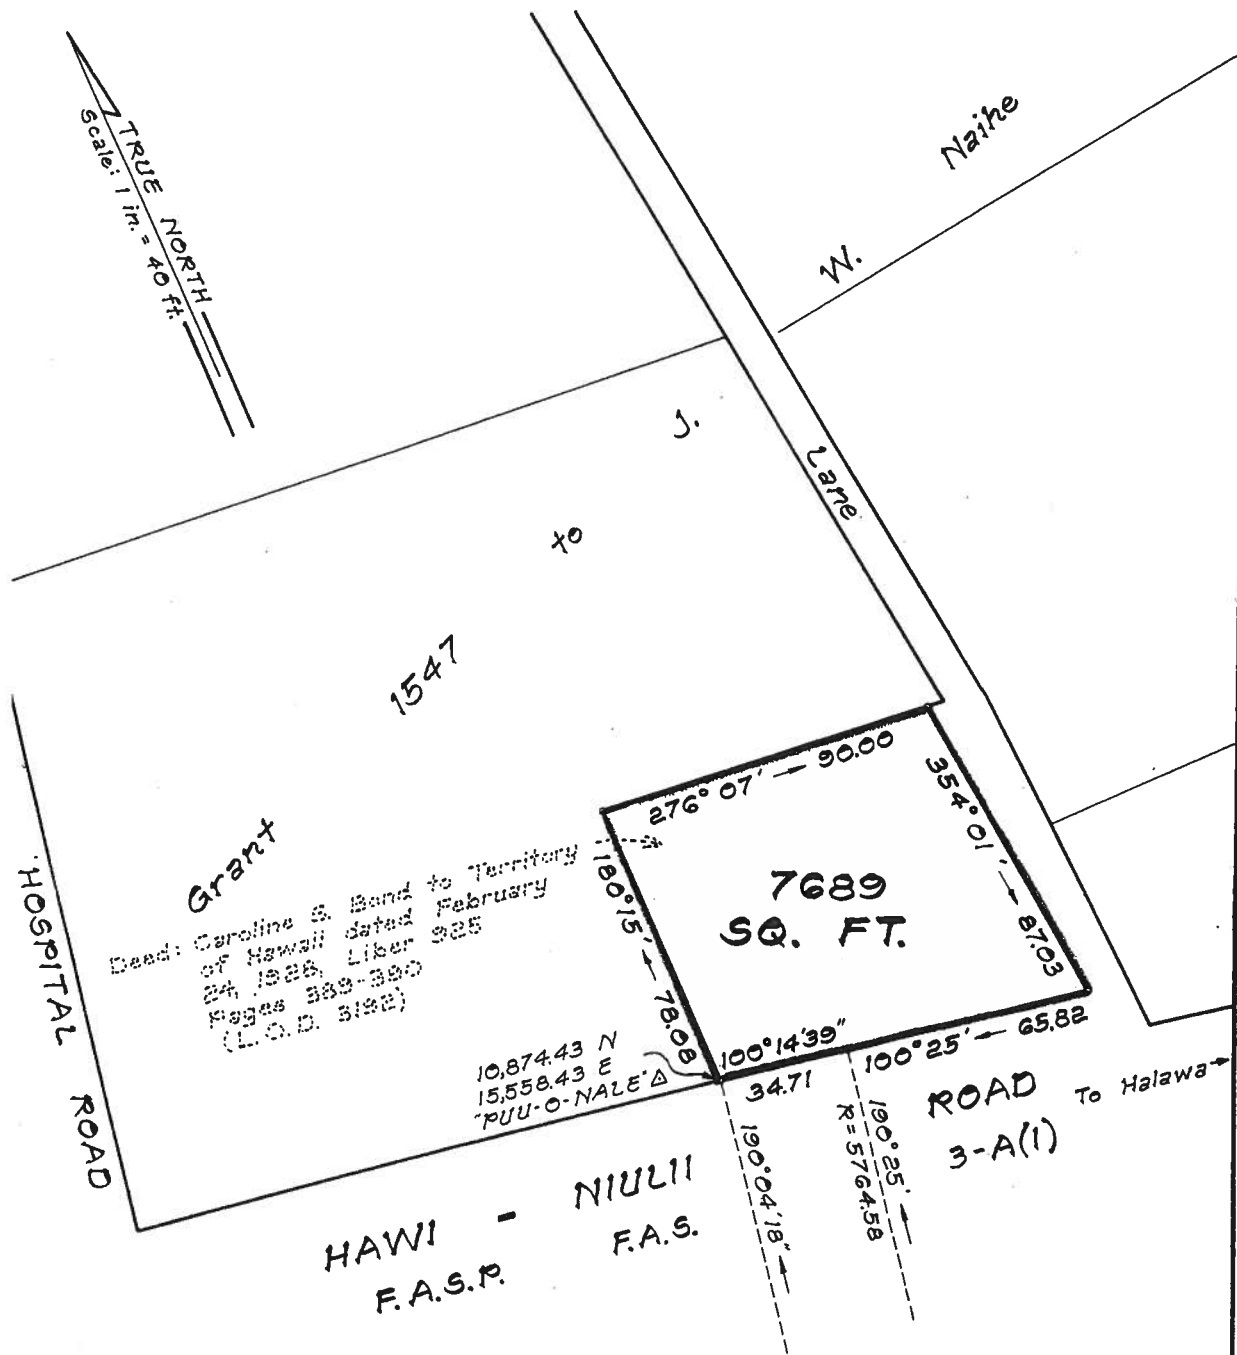 TRUE NORTH
Scale: 1 in. = 40 ft.
Naihe
W.
J.
to
1547
Grant
Lane
276° 07' 90.00
354° 01' 87.03
7689
SQ. FT.
180° 15' 78.08
Deed: Caroline S. Bond to Territory
of Hawaii dated February
24, 1926, Liber 925
Pages 389-390
(L.O.D. 3192)
10,874.43 N
15,558.43 E
"PUU-O-NALE"
100° 14' 39"
34.71
100° 25' 65.82
190° 04' 18"
190° 25'
R = 5764.58
HOSPITAL ROAD
HAWI - NIULII ROAD
F.A.S.P. F.A.S. 3-A(1)
To Halawa